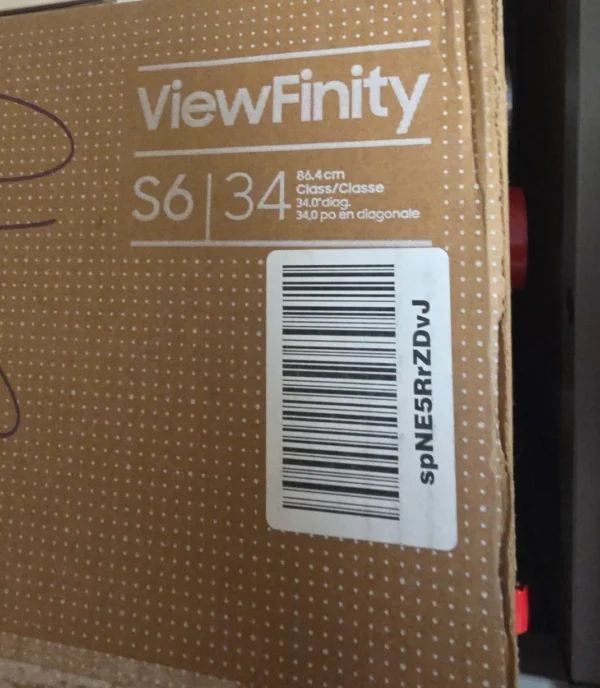 ViewFinity
S6 | 34
86.4cm
Class/Classe
34.0"diag.
34,0 po en diagonale
spNE5RrZDvJ